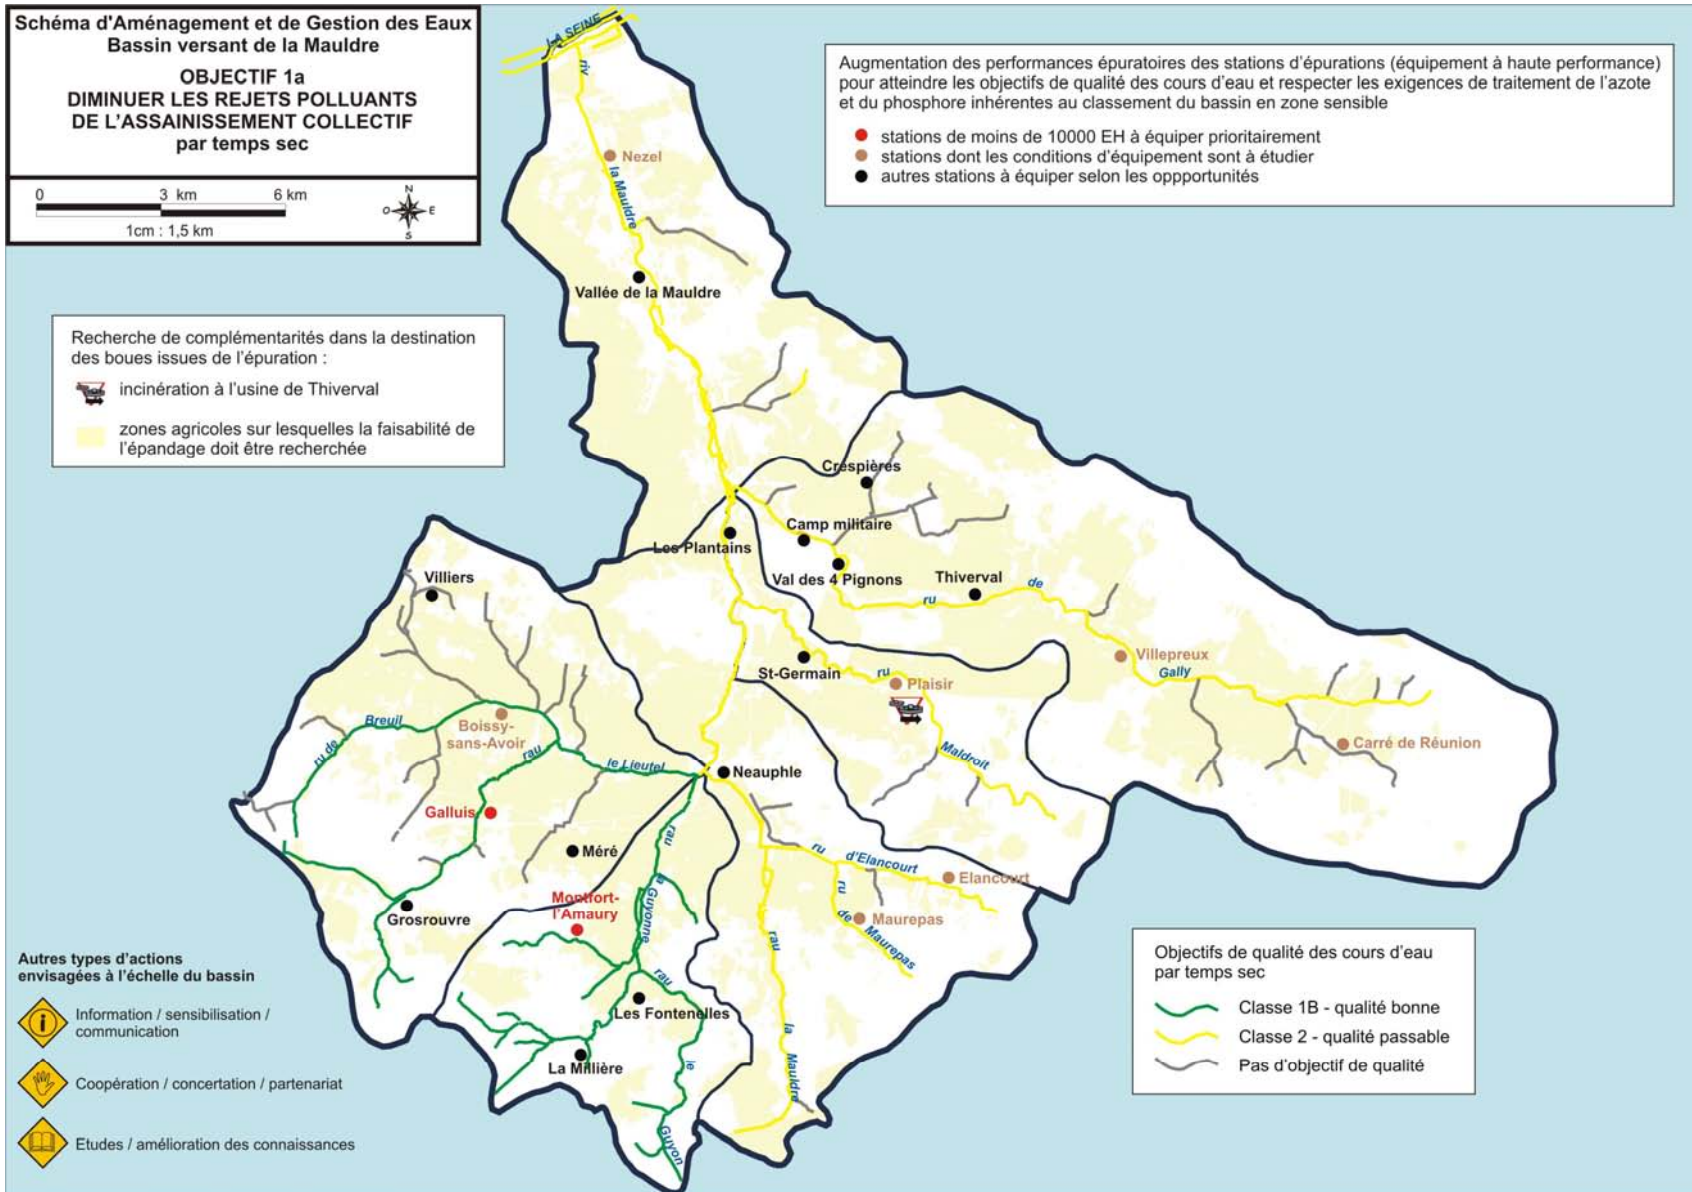 Schéma d'Aménagement et de Gestion des Eaux
Bassin versant de la Mauldre
OBJECTIF 1a
DIMINUER LES REJETS POLLUANTS
DE L'ASSAINISSEMENT COLLECTIF
par temps sec
0 3 km 6 km
1cm : 1,5 km
N
O E
S
Augmentation des performances épuratoires des stations d'épurations (équipement à haute performance)
pour atteindre les objectifs de qualité des cours d'eau et respecter les exigences de traitement de l'azote
et du phosphore inhérentes au classement du bassin en zone sensible
stations de moins de 10000 EH à équiper prioritairement
stations dont les conditions d'équipement sont à étudier
autres stations à équiper selon les oppportunités
Recherche de complémentarités dans la destination
des boues issues de l'épuration :
incinération à l'usine de Thiverval
zones agricoles sur lesquelles la faisabilité de
l'épandage doit être recherchée
LA SEINE
riv
Nezel
la Mauldre
Vallée de la Mauldre
Crespières
Camp militaire
Les Plantains
Val des 4 Pignons
Thiverval
ru
de
Villiers
St-Germain
ru
Plaisir
Villepreux
Gally
Breuil
ru de
Boissy-
sans-Avoir
rau
le Lieutel
Neauphle
Maldroit
Carré de Réunion
Galluis
Méré
rau
la Guyonne
ru
d'Elancourt
Elancourt
ru
de
Maurepas
Maurepas
Montfort-
l'Amaury
Grosrouvre
rau
rau
Les Fontenelles
La Millière
le
Guyon
la
Mauldre
Autres types d'actions
envisagées à l'échelle du bassin
Information / sensibilisation /
communication
Coopération / concertation / partenariat
Etudes / amélioration des connaissances
Objectifs de qualité des cours d'eau
par temps sec
Classe 1B - qualité bonne
Classe 2 - qualité passable
Pas d'objectif de qualité